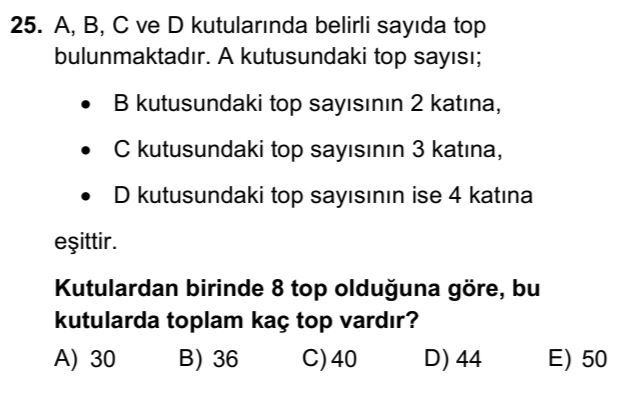 25. A, B, C ve D kutularında belirli sayıda top
bulunmaktadır. A kutusundaki top sayısı;
• B kutusundaki top sayısının 2 katına,
• C kutusundaki top sayısının 3 katına,
• D kutusundaki top sayısının ise 4 katına
eşittir.
Kutulardan birinde 8 top olduğuna göre, bu
kutularda toplam kaç top vardır?
A) 30 B) 36 C) 40 D) 44 E) 50